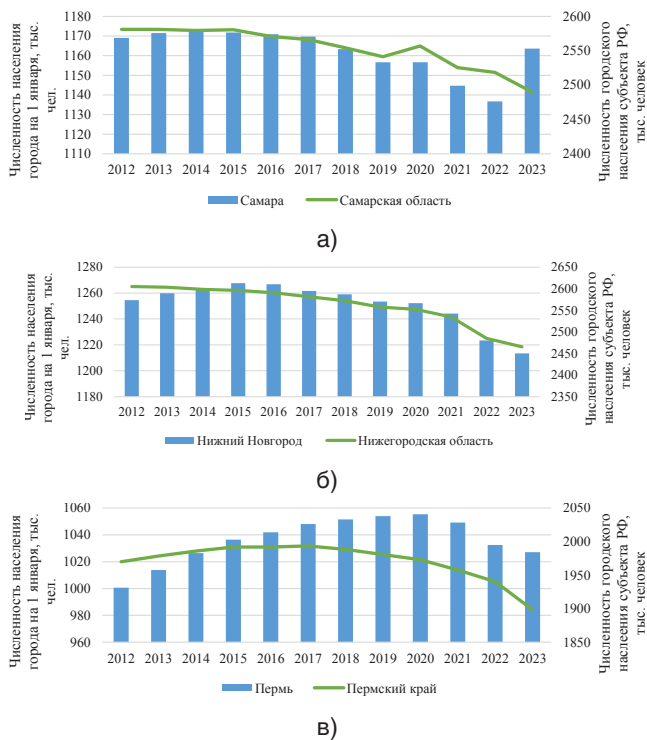 Численность населения
города на 1 января, тыс.
чел.
1180
1170
1160
1150
1140
1130
1120
1110
2600
2550
2500
2450
2400
Численность городского
наслеения субъекта РФ,
тыс. человек
2012 2013 2014 2015 2016 2017 2018 2019 2020 2021 2022 2023
Самара Самарская область
а)
Численность населения
города на 1 января, тыс.
чел.
1280
1260
1240
1220
1200
1180
2650
2600
2550
2500
2450
2400
2350
Численность городского
наслеения субъекта РФ,
тыс. человек
2012 2013 2014 2015 2016 2017 2018 2019 2020 2021 2022 2023
Нижний Новгород Нижегородская область
б)
Численность населения
города на 1 января, тыс.
чел.
1060
1040
1020
1000
980
960
2050
2000
1950
1900
1850
Численность городского
наслеения субъекта РФ,
тыс. человек
2012 2013 2014 2015 2016 2017 2018 2019 2020 2021 2022 2023
Пермь Пермский край
в)